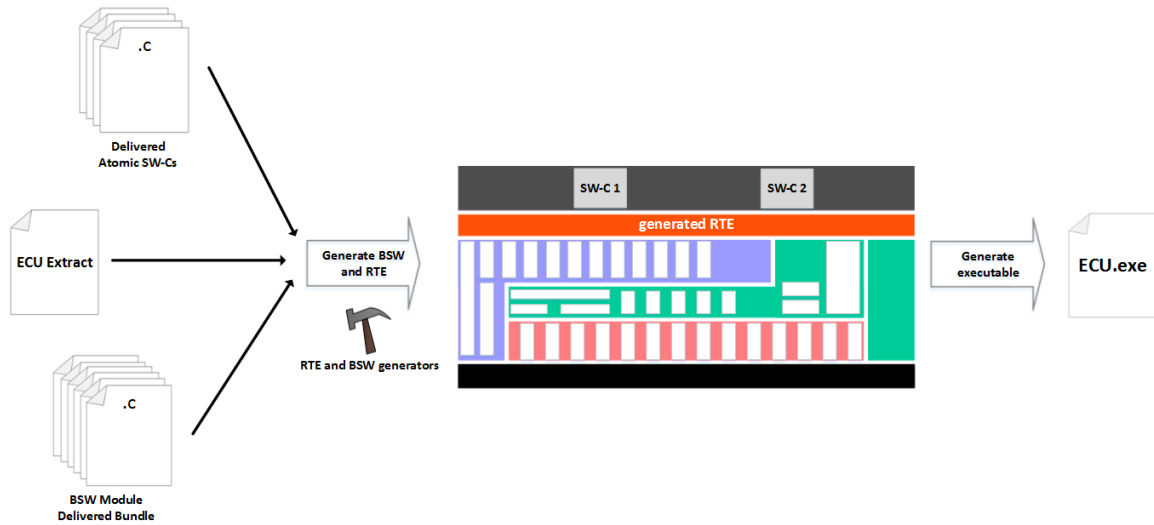 .C
Delivered
Atomic SW-Cs
ECU Extract
.C
BSW Module
Delivered Bundle
Generate BSW
and RTE
RTE and BSW generators
SW-C 1
SW-C 2
generated RTE
Generate
executable
ECU.exe